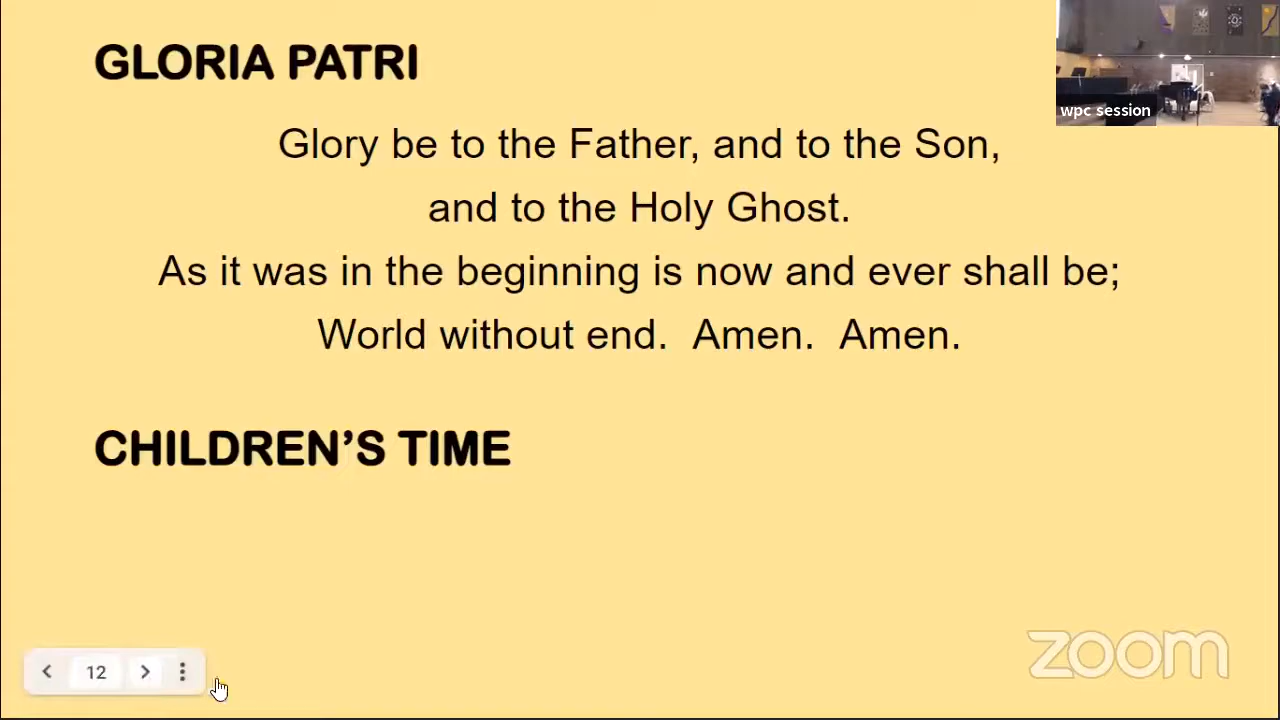 GLORIA PATRI
wpc session
Glory be to the Father, and to the Son,
and to the Holy Ghost.
As it was in the beginning is now and ever shall be;
World without end.  Amen.  Amen.
CHILDREN’S TIME
12
zoom